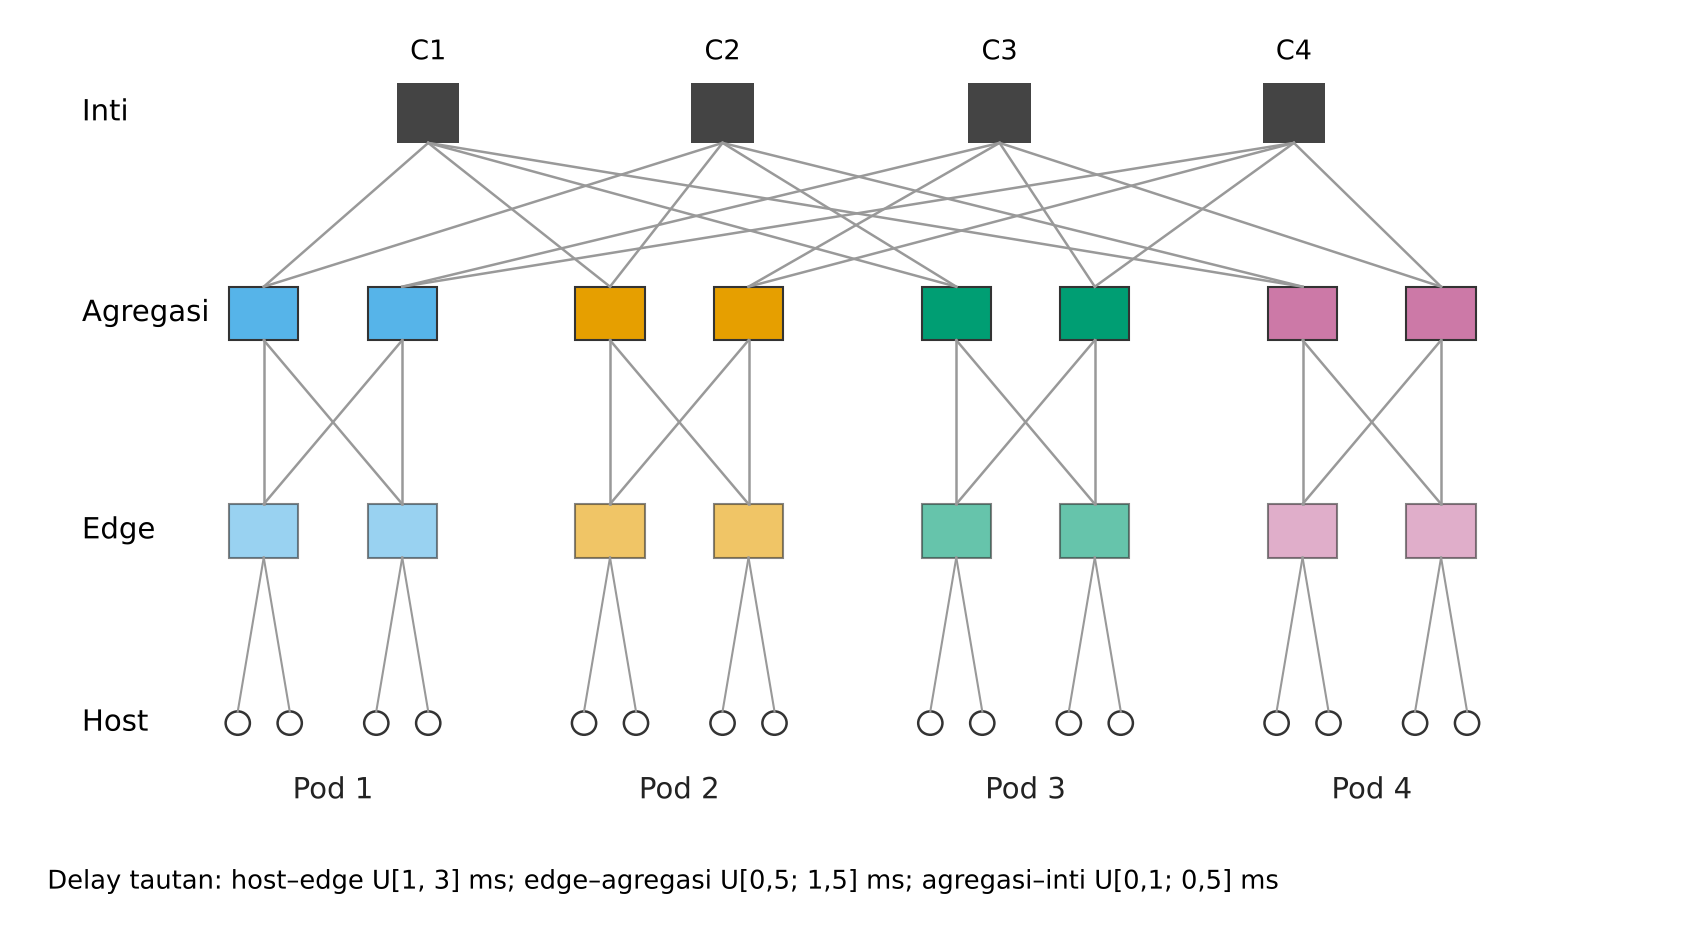 C1 C2 C3 C4
Inti
Agregasi
Edge
Host
Pod 1 Pod 2 Pod 3 Pod 4
Delay tautan: host–edge U[1, 3] ms; edge–agregasi U[0,5; 1,5] ms; agregasi–inti U[0,1; 0,5] ms